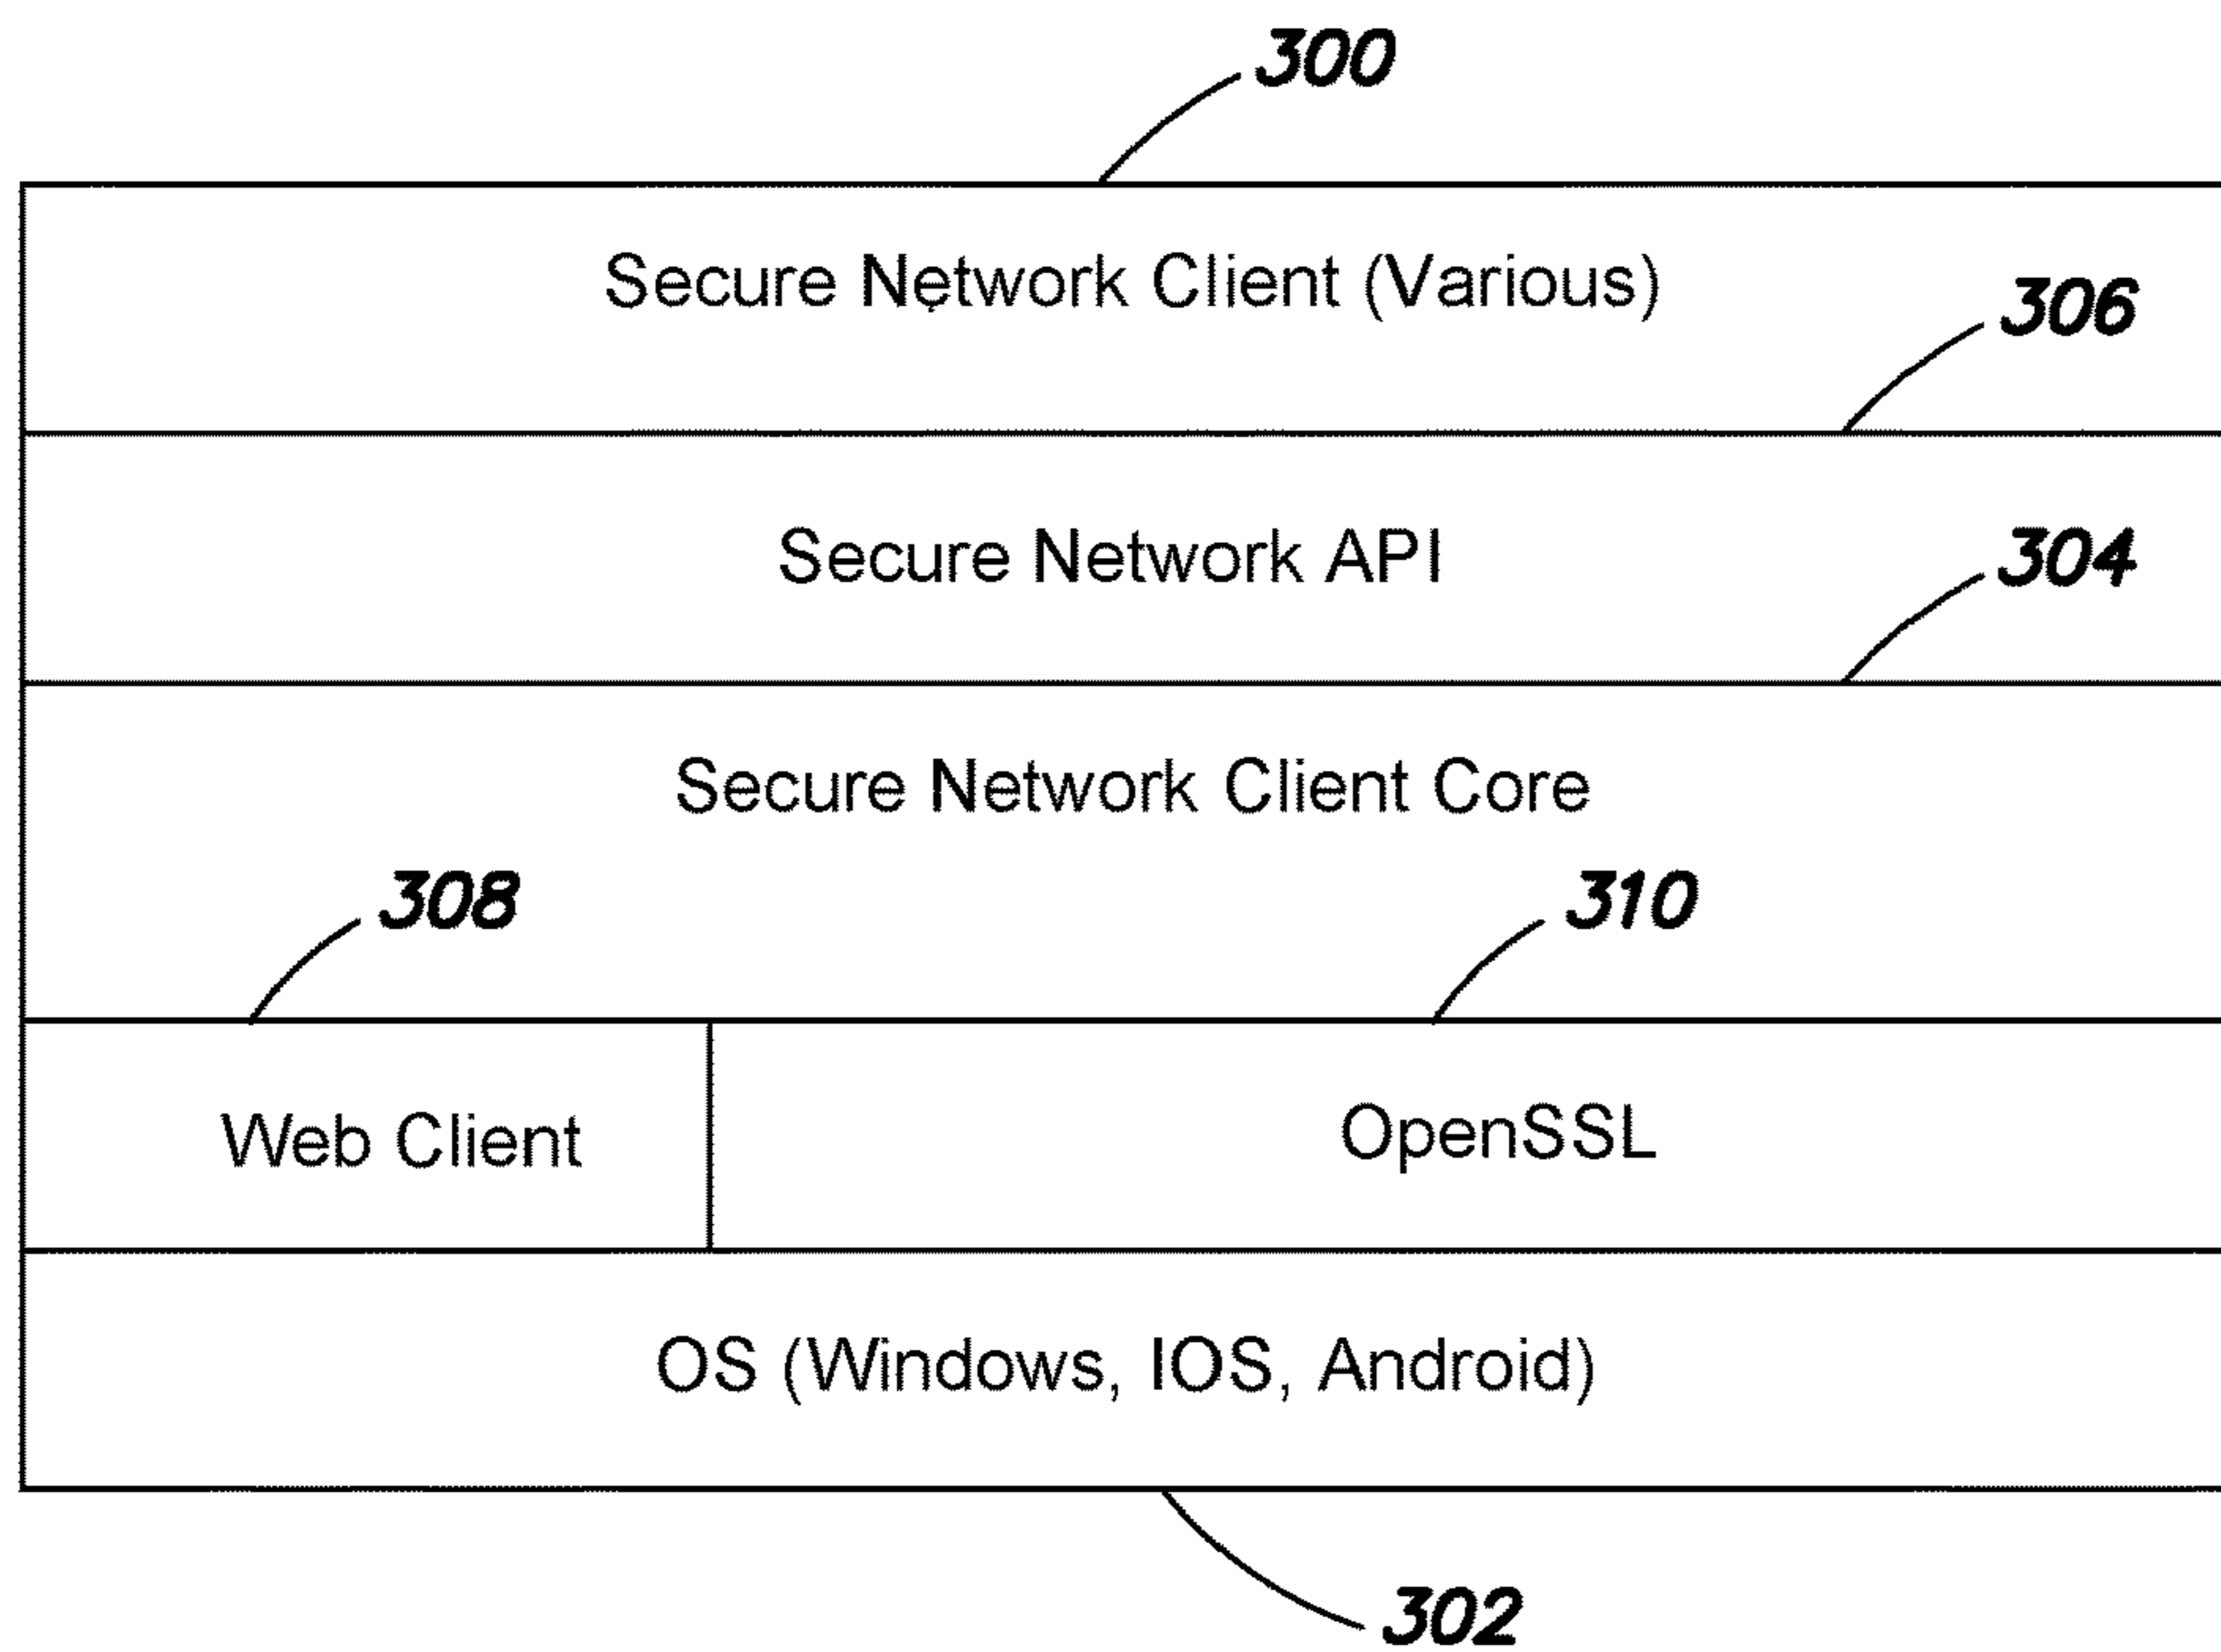 300
Secure Network Client (Various)
306
Secure Network API
304
Secure Network Client Core
308
310
Web Client
OpenSSL
OS (Windows, IOS, Android)
302